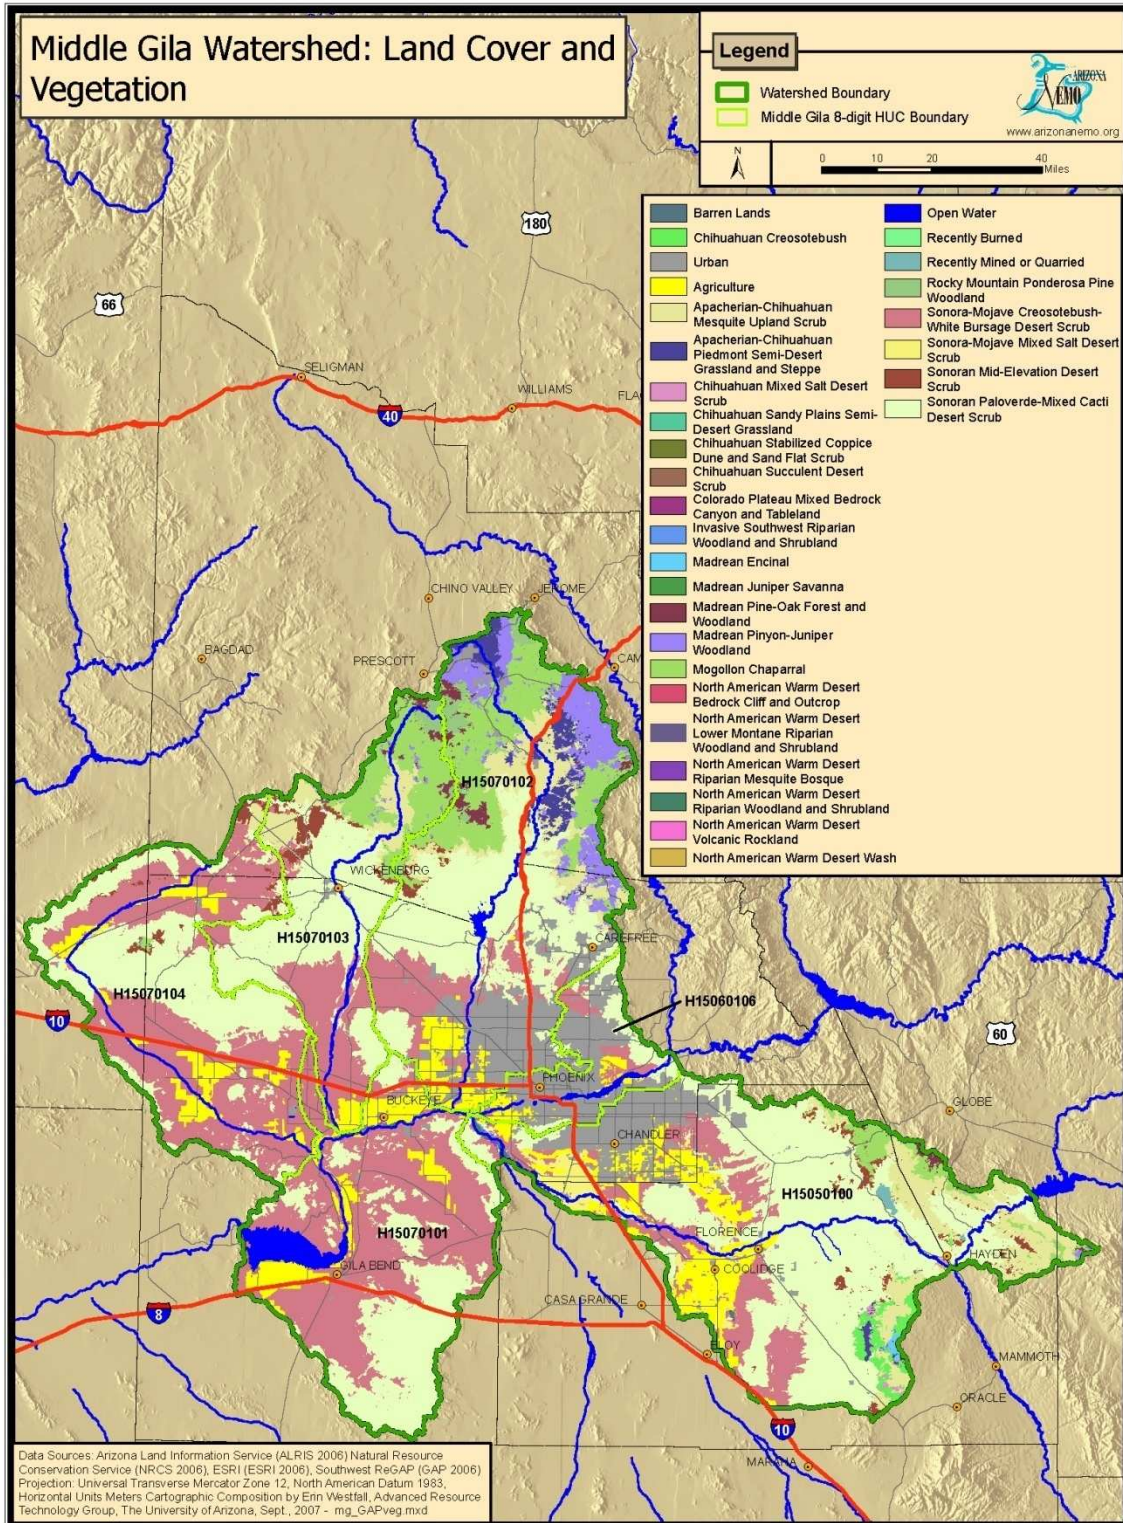 Middle Gila Watershed: Land Cover and
Vegetation
Legend
Watershed Boundary
Middle Gila 8-digit HUC Boundary
ARIZONA
NEMO
www.arizonanemo.org
N
0 10 20 40
Miles
Barren Lands
Chihuahuan Creosotebush
Urban
Agriculture
Apacherian-Chihuahuan
Mesquite Upland Scrub
Apacherian-Chihuahuan
Piedmont Semi-Desert
Grassland and Steppe
Chihuahuan Mixed Salt Desert
Scrub
Chihuahuan Sandy Plains Semi-
Desert Grassland
Chihuahuan Stabilized Coppice
Dune and Sand Flat Scrub
Chihuahuan Succulent Desert
Scrub
Colorado Plateau Mixed Bedrock
Canyon and Tableland
Invasive Southwest Riparian
Woodland and Shrubland
Madrean Encinal
Madrean Juniper Savanna
Madrean Pine-Oak Forest and
Woodland
Madrean Pinyon-Juniper
Woodland
Mogollon Chaparral
North American Warm Desert
Bedrock Cliff and Outcrop
North American Warm Desert
Lower Montane Riparian
Woodland and Shrubland
North American Warm Desert
Riparian Mesquite Bosque
North American Warm Desert
Riparian Woodland and Shrubland
North American Warm Desert
Volcanic Rockland
North American Warm Desert Wash
Open Water
Recently Burned
Recently Mined or Quarried
Rocky Mountain Ponderosa Pine
Woodland
Sonora-Mojave Creosotebush-
White Bursage Desert Scrub
Sonora-Mojave Mixed Salt Desert
Scrub
Sonoran Mid-Elevation Desert
Scrub
Sonoran Paloverde-Mixed Cacti
Desert Scrub
180
66
SELIGMAN
WILLIAMS
FLA
40
CHINO VALLEY
JEROME
BAGDAD
PRESCOTT
CAM
H15070102
WICKENBURG
H15070103
CAREFREE
H15070104
H15060106
10
60
PHOENIX
BUCKEYE
GLOBE
CHANDLER
H15050100
H15070101
FLORENCE
HAYDEN
GILA BEND
COOLIDGE
8
CASA GRANDE
ELOY
MAMMOTH
ORACLE
10
MARANA
Data Sources: Arizona Land Information Service (ALRIS 2006) Natural Resource
Conservation Service (NRCS 2006), ESRI (ESRI 2006), Southwest ReGAP (GAP 2006)
Projection: Universal Transverse Mercator Zone 12, North American Datum 1983,
Horizontal Units Meters Cartographic Composition by Erin Westfall, Advanced Resource
Technology Group, The University of Arizona, Sept., 2007 - mg_GAPveg.mxd